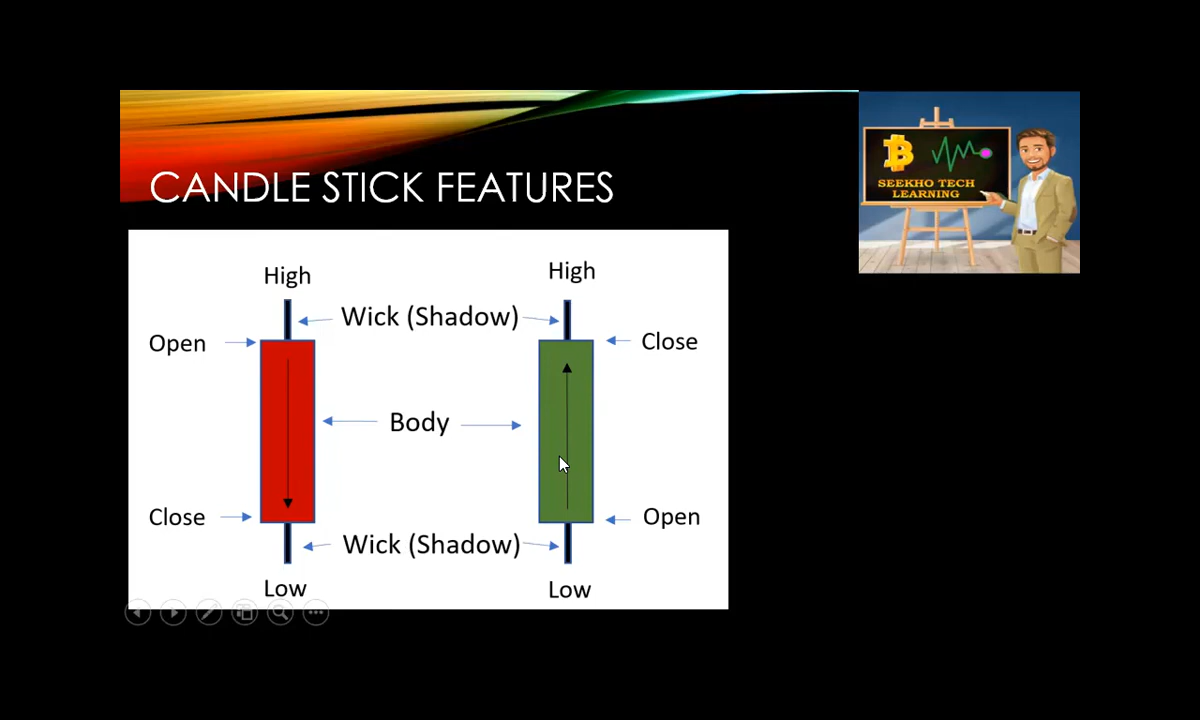 CANDLE STICK FEATURES
SEEKHO TECH
LEARNING
High
High
Wick (Shadow)
Open
Close
Body
Close
Open
Wick (Shadow)
Low
Low